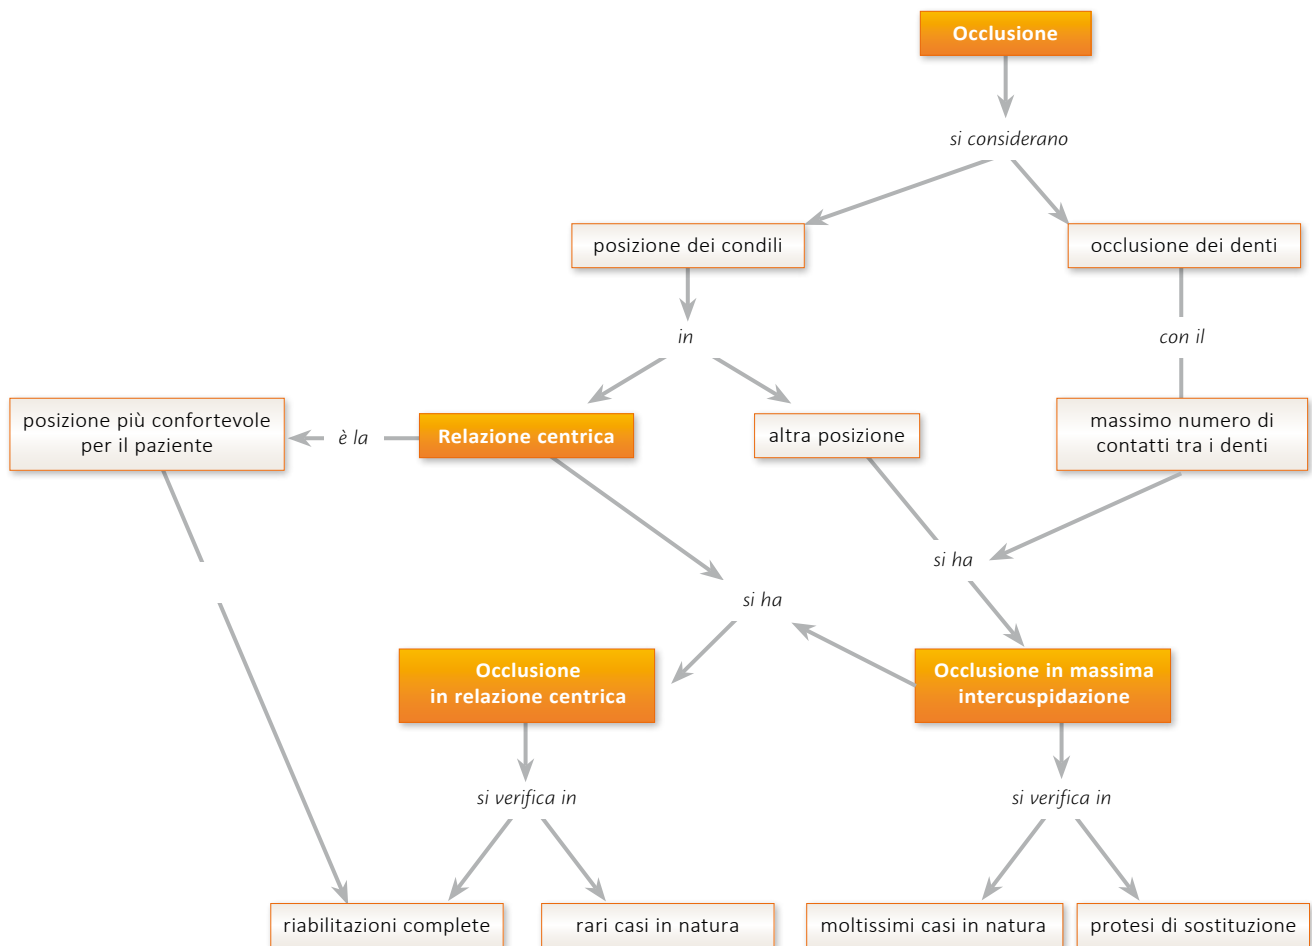 Occlusione
si considerano
posizione dei condili
occlusione dei denti
in
con il
posizione più confortevole
per il paziente
è la
Relazione centrica
altra posizione
massimo numero di
contatti tra i denti
si ha
si ha
Occlusione
in relazione centrica
Occlusione in massima
intercuspidazione
si verifica in
si verifica in
riabilitazioni complete
rari casi in natura
moltissimi casi in natura
protesi di sostituzione